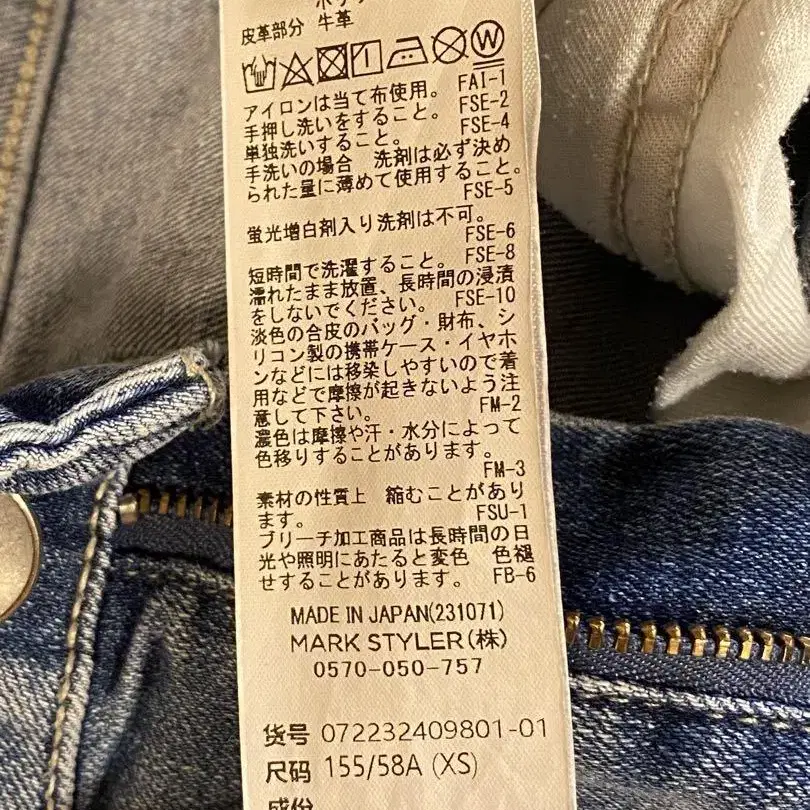 皮革部分 牛革
W
アイロンは当て布使用。 FAI-1
手押し洗いをすること。 FSE-2
単独洗いすること。 FSE-4
手洗いの場合 洗剤は必ず決め
られた量に薄めて使用すること。
FSE-5
蛍光増白剤入り洗剤は不可。
FSE-6
短時間で洗濯すること。 FSE-8
濡れたまま放置、長時間の浸漬
をしないでください。 FSE-10
淡色の合皮のバッグ・財布、シ
リコン製の携帯ケース・イヤホ
ンなどには移染しやすいので着
用などで摩擦が起きないよう注
意して下さい。 FM-2
濃色は摩擦や汗・水分によって
色移りすることがあります。
FM-3
素材の性質上 縮むことがあり
ます。 FSU-1
ブリーチ加工商品は長時間の日
光や照明にあたると変色 色褪
せすることがあります。 FB-6
MADE IN JAPAN(231071)
MARK STYLER(株)
0570-050-757
货号 072232409801-01
尺码 155/58A (XS)
成份